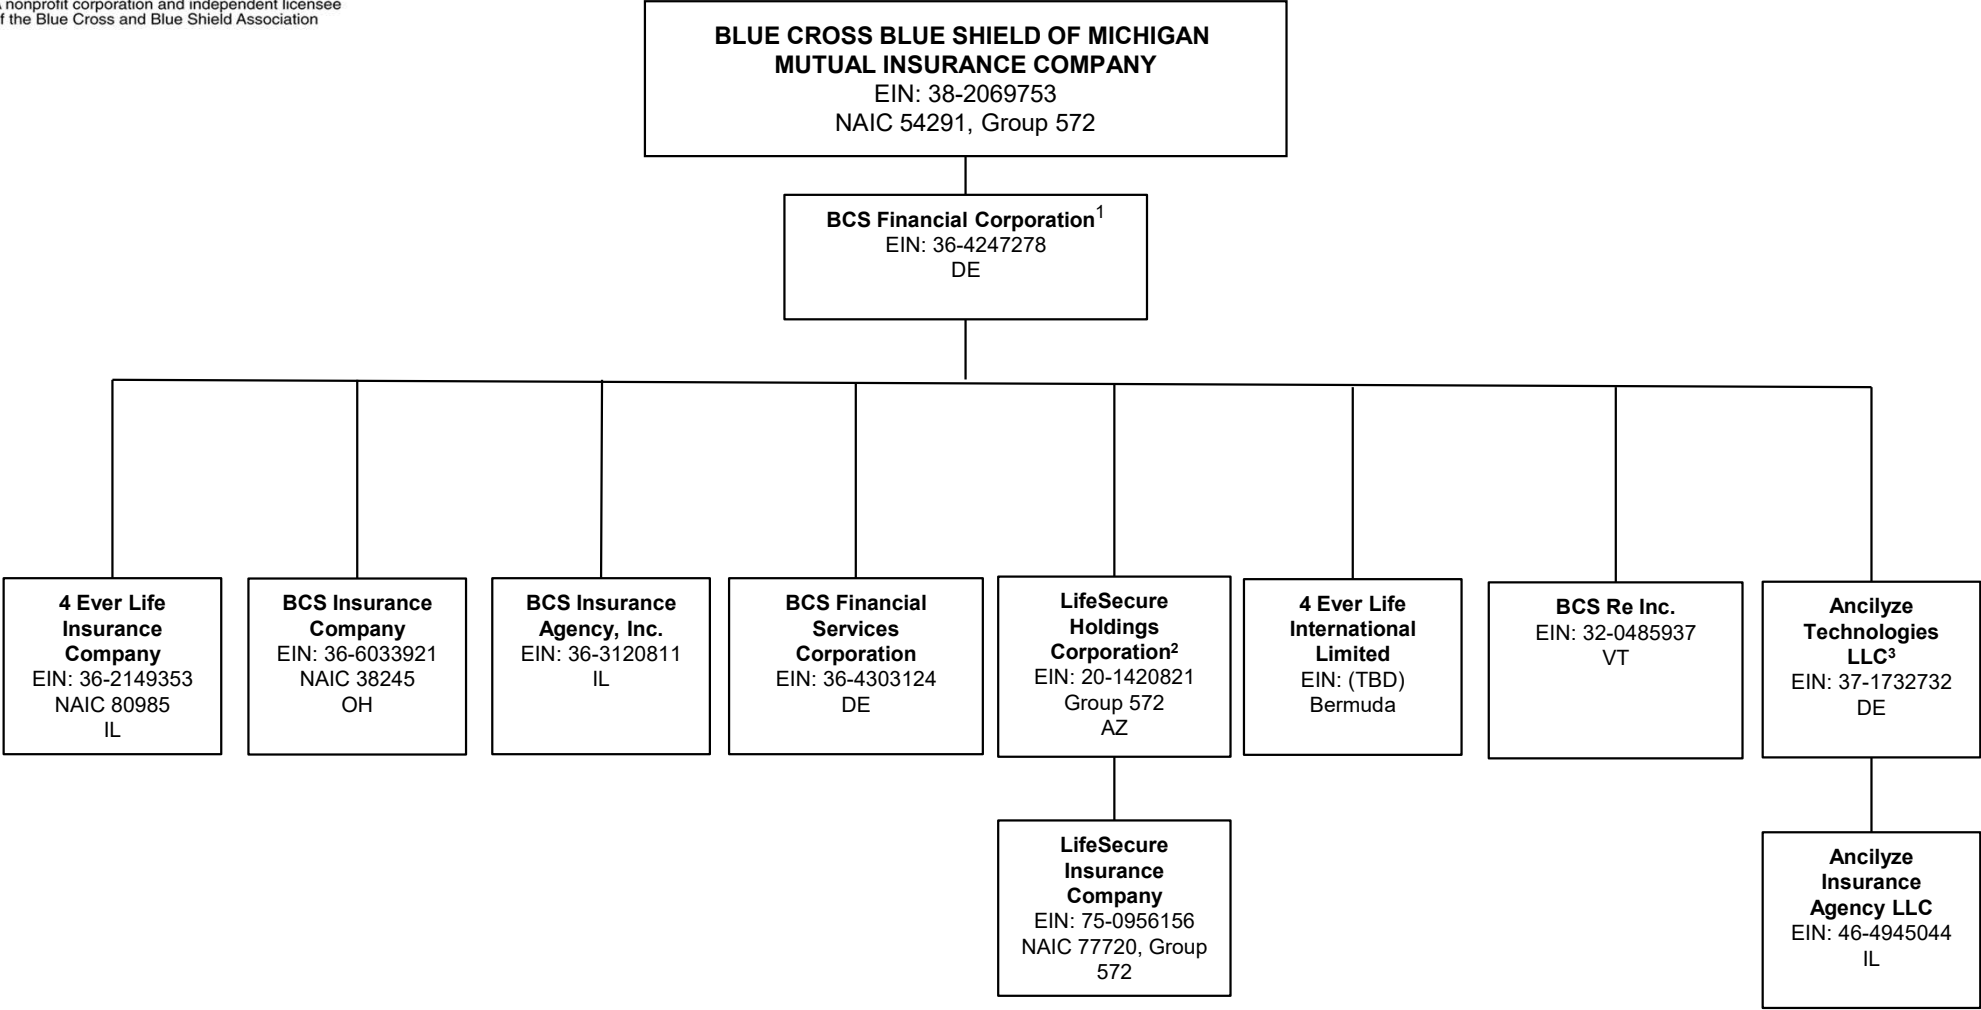 A nonprofit corporation and independent licensee
of the Blue Cross and Blue Shield Association
BLUE CROSS BLUE SHIELD OF MICHIGAN
MUTUAL INSURANCE COMPANY
EIN: 38-2069753
NAIC 54291, Group 572
BCS Financial Corporation1
EIN: 36-4247278
DE
4 Ever Life
Insurance
Company
EIN: 36-2149353
NAIC 80985
IL
BCS Insurance
Company
EIN: 36-6033921
NAIC 38245
OH
BCS Insurance
Agency, Inc.
EIN: 36-3120811
IL
BCS Financial
Services
Corporation
EIN: 36-4303124
DE
LifeSecure
Holdings
Corporation2
EIN: 20-1420821
Group 572
AZ
4 Ever Life
International
Limited
EIN: (TBD)
Bermuda
BCS Re Inc.
EIN: 32-0485937
VT
Ancilyze
Technologies
LLC3
EIN: 37-1732732
DE
LifeSecure
Insurance
Company
EIN: 75-0956156
NAIC 77720, Group
572
Ancilyze
Insurance
Agency LLC
EIN: 46-4945044
IL